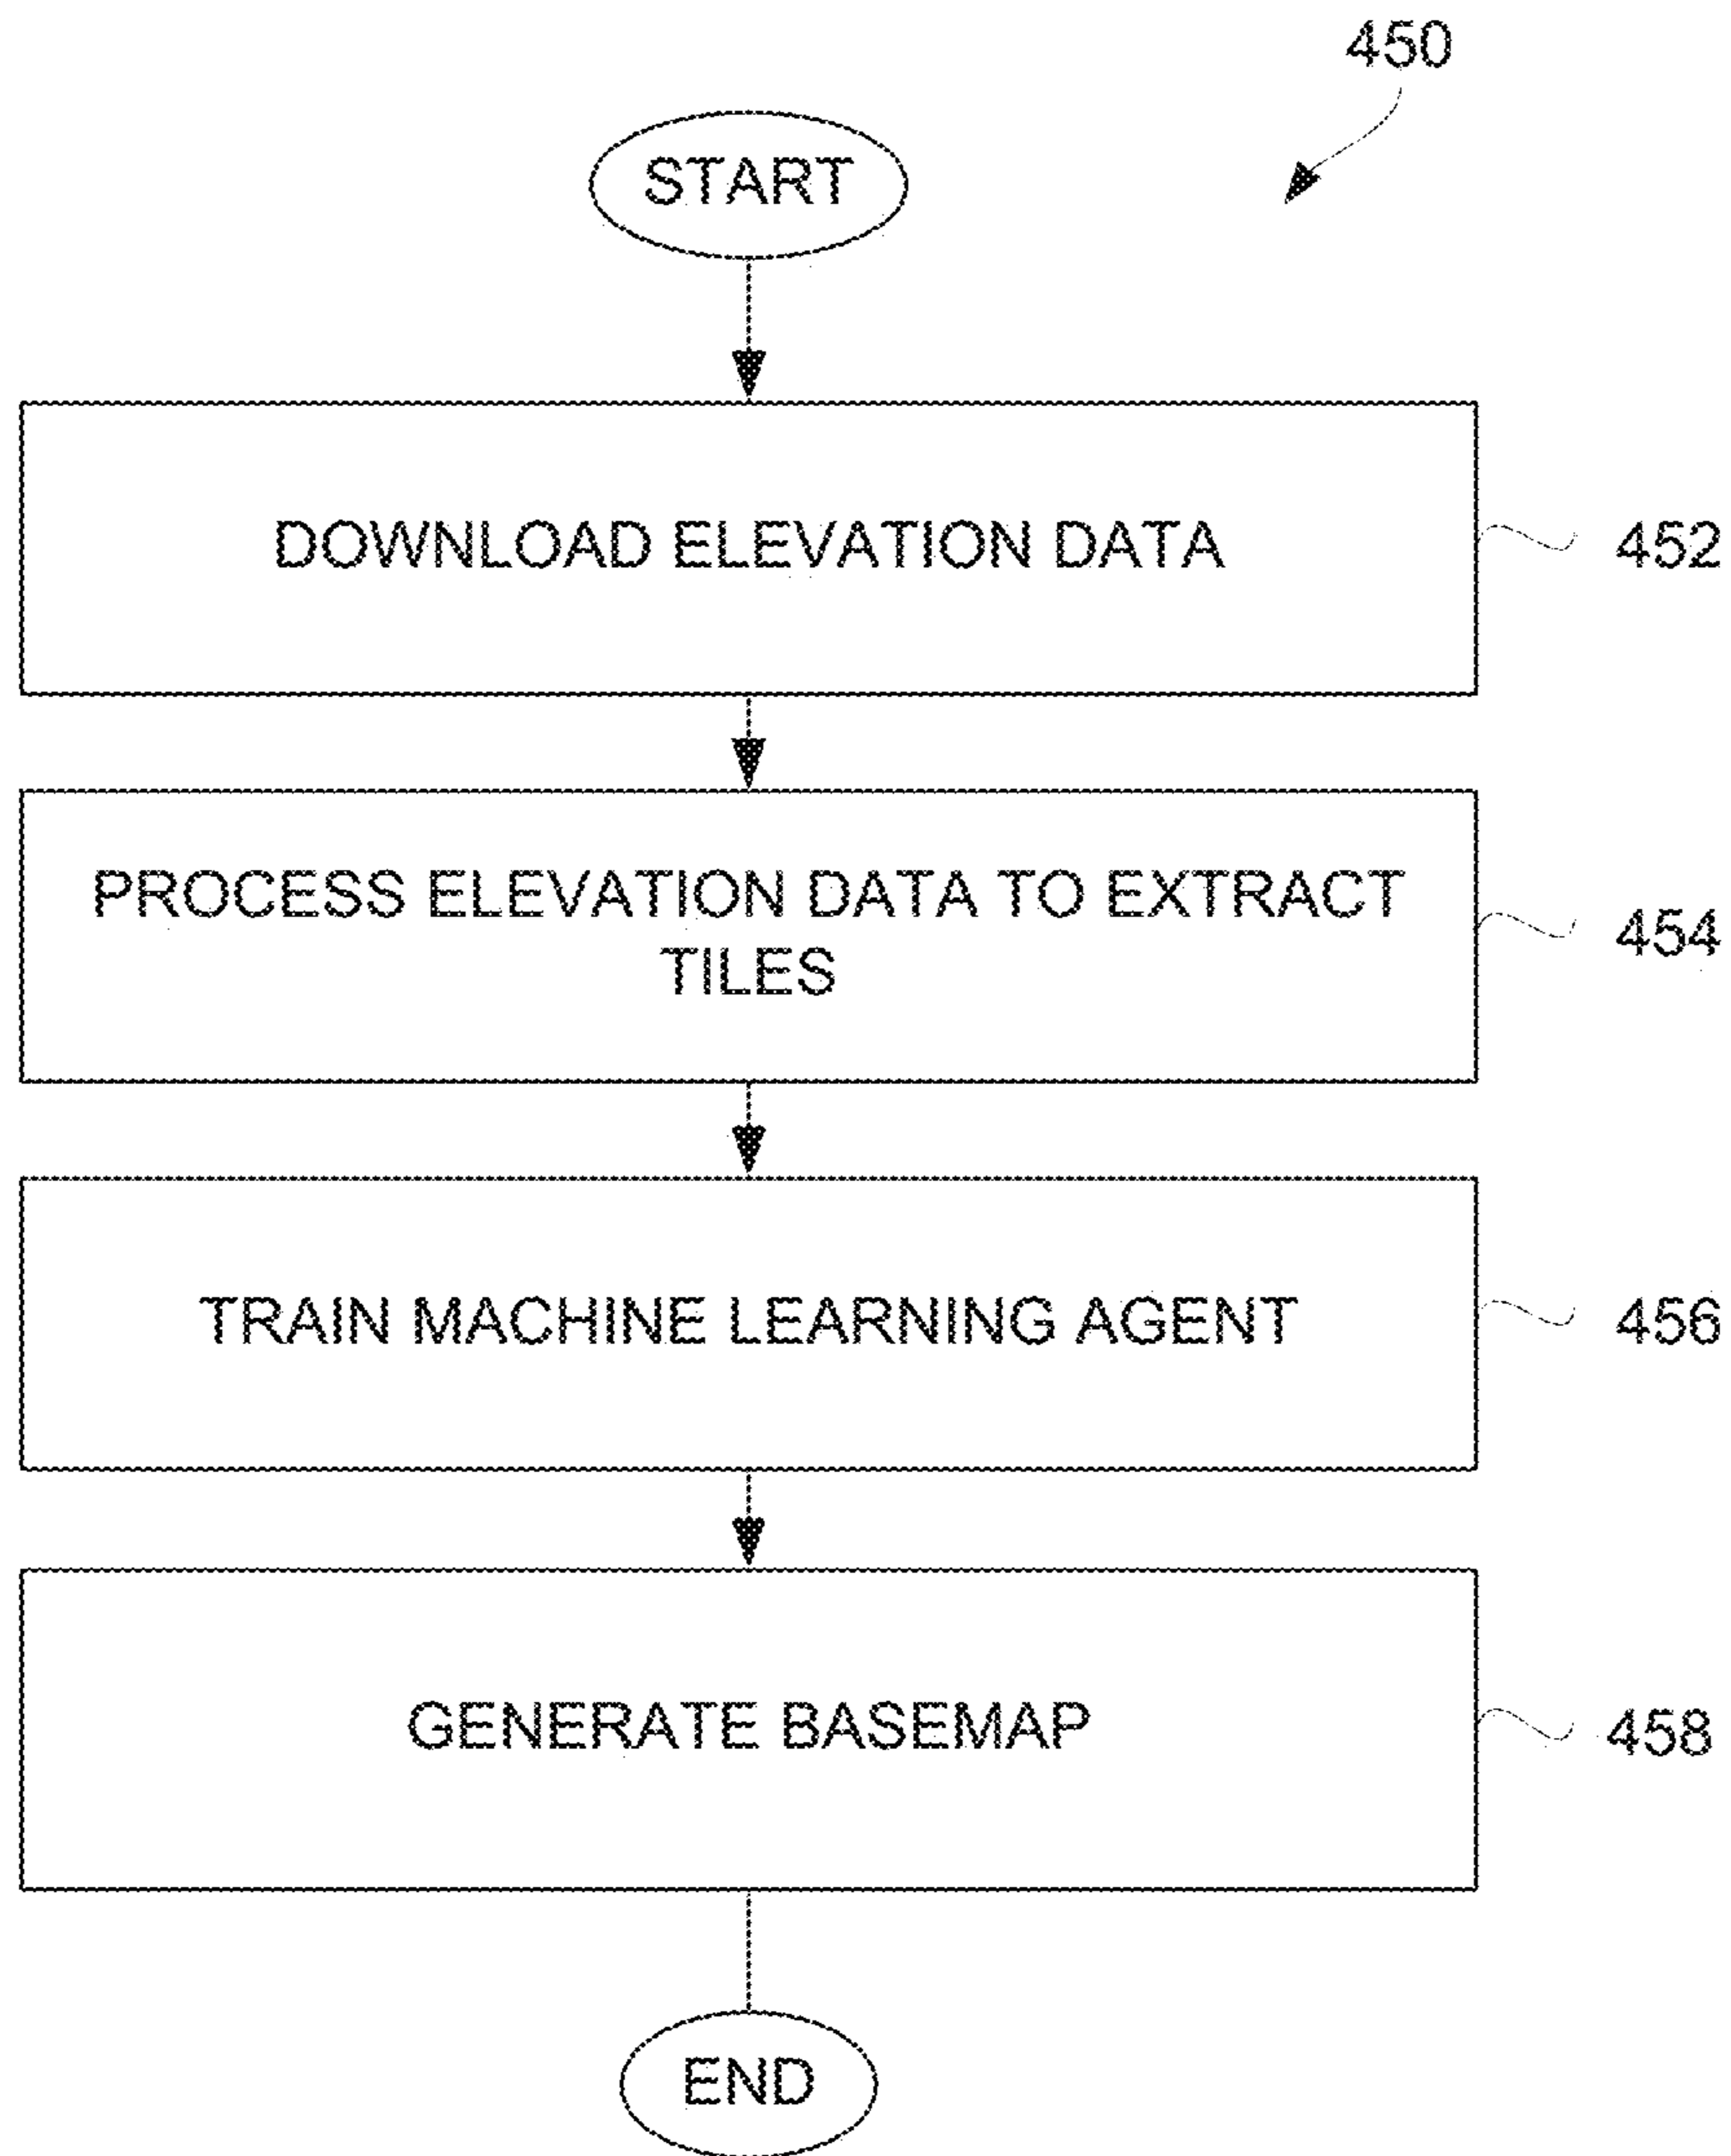 450
START
DOWNLOAD ELEVATION DATA
452
PROCESS ELEVATION DATA TO EXTRACT
TILES
454
TRAIN MACHINE LEARNING AGENT
456
GENERATE BASEMAP
458
END